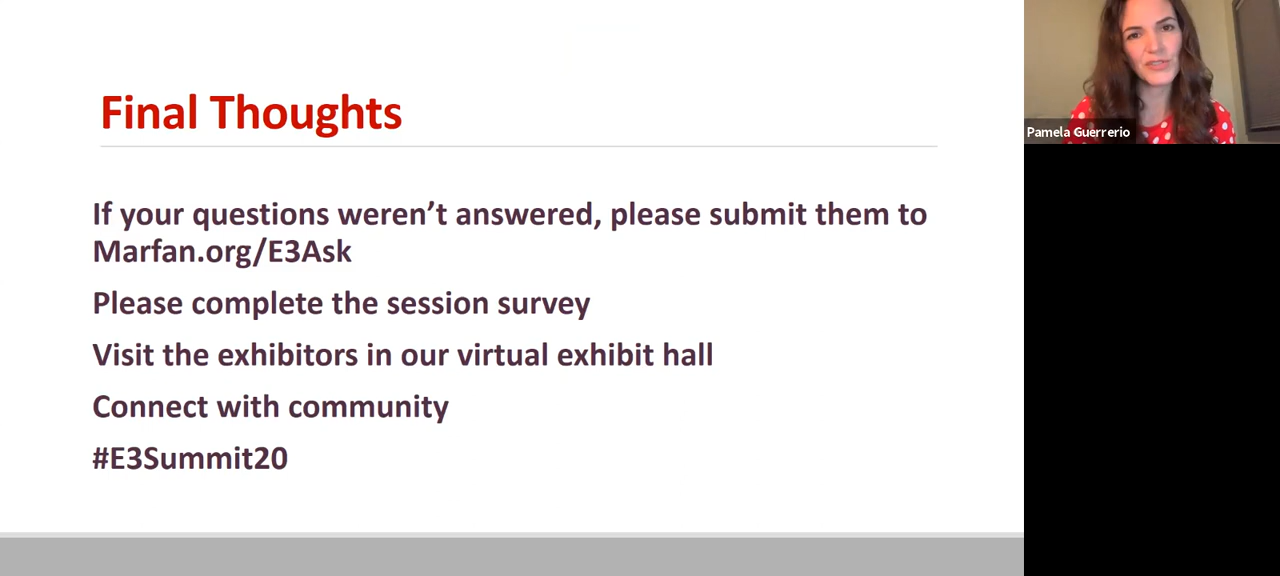 Final Thoughts
If your questions weren’t answered, please submit them to
Marfan.org/E3Ask
Please complete the session survey
Visit the exhibitors in our virtual exhibit hall
Connect with community
#E3Summit20
Pamela Guerrerio